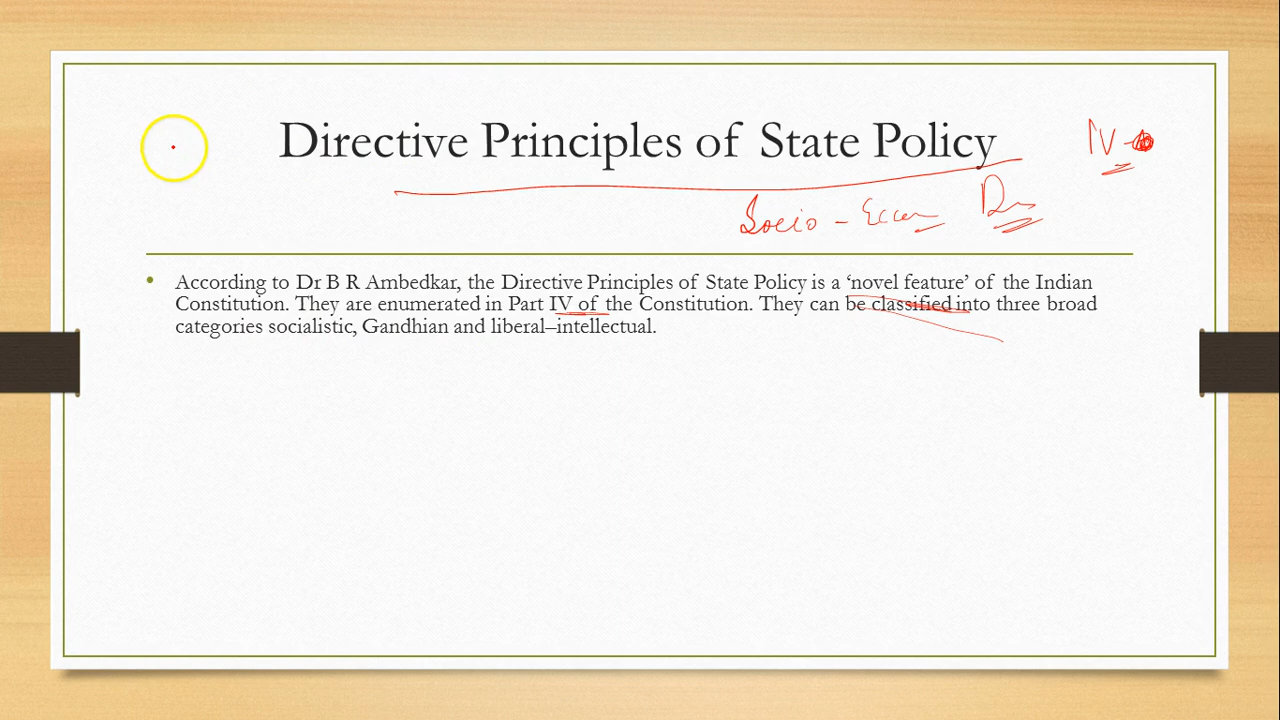 Directive Principles of State Policy
IV
Socio - Econ
• According to Dr B R Ambedkar, the Directive Principles of State Policy is a ‘novel feature’ of the Indian
Constitution. They are enumerated in Part IV of the Constitution. They can be classified into three broad
categories socialistic, Gandhian and liberal–intellectual.